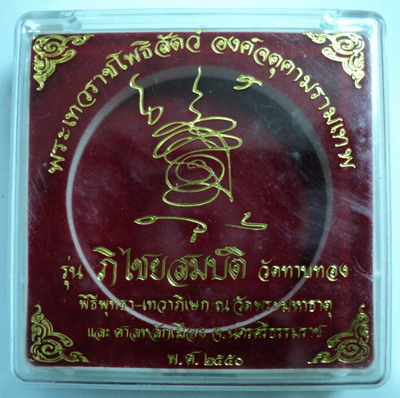 พระเทวราชโพธิสัตว์ องค์จตุคามรามเทพ
รุ่น ภิไชยสมบัติ วัดทาบทอง
พิธีพุทธา-เทวาภิเษก ณ วัดพระมหาธาตุ
และ ศาลหลักเมือง จ.นครศรีธรรมราช
พ.ศ. ๒๕๕๐